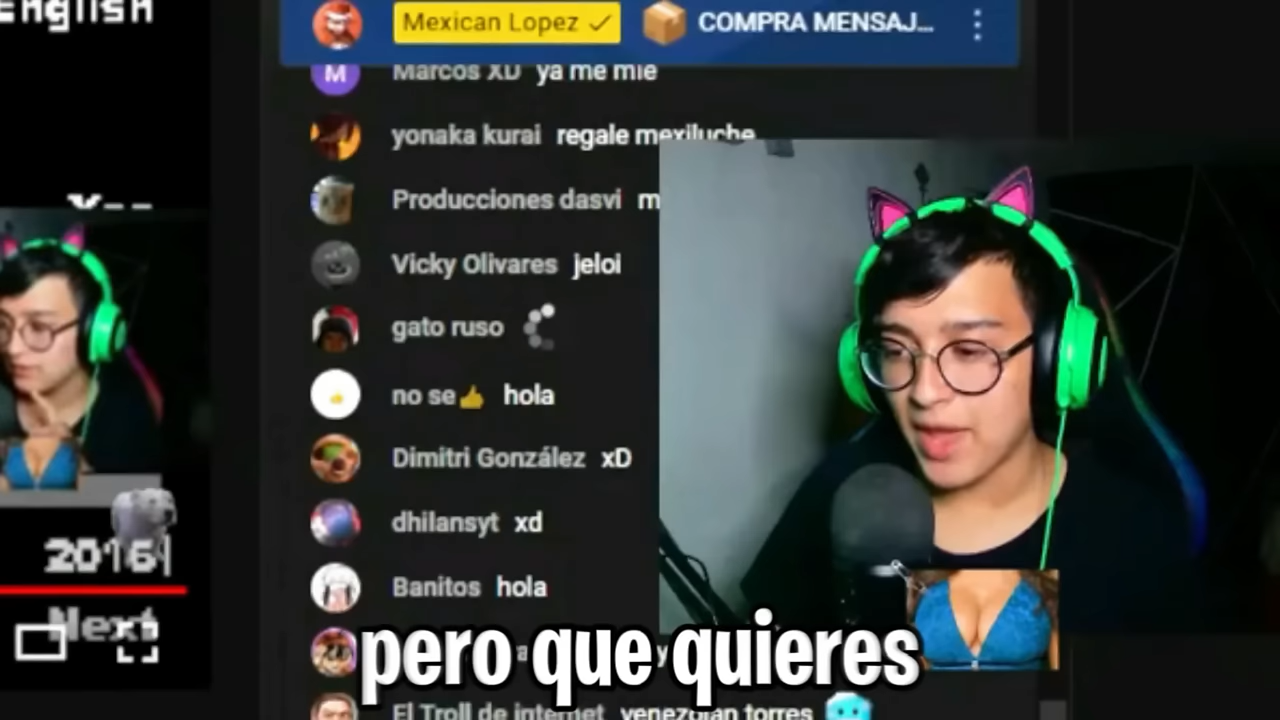 English
Mexican Lopez ✓ 📦 COMPRA MENSAJ…
Marcos XD ya me mie
yonaka kurai regale mexiluche
Producciones dasvi m
Vicky Olivares jeloi
gato ruso
no se👍 hola
Dimitri González xD
dhilansyt xd
Banitos hola
El Troll de internet venezolan torres
pero que quieres
2016
Next